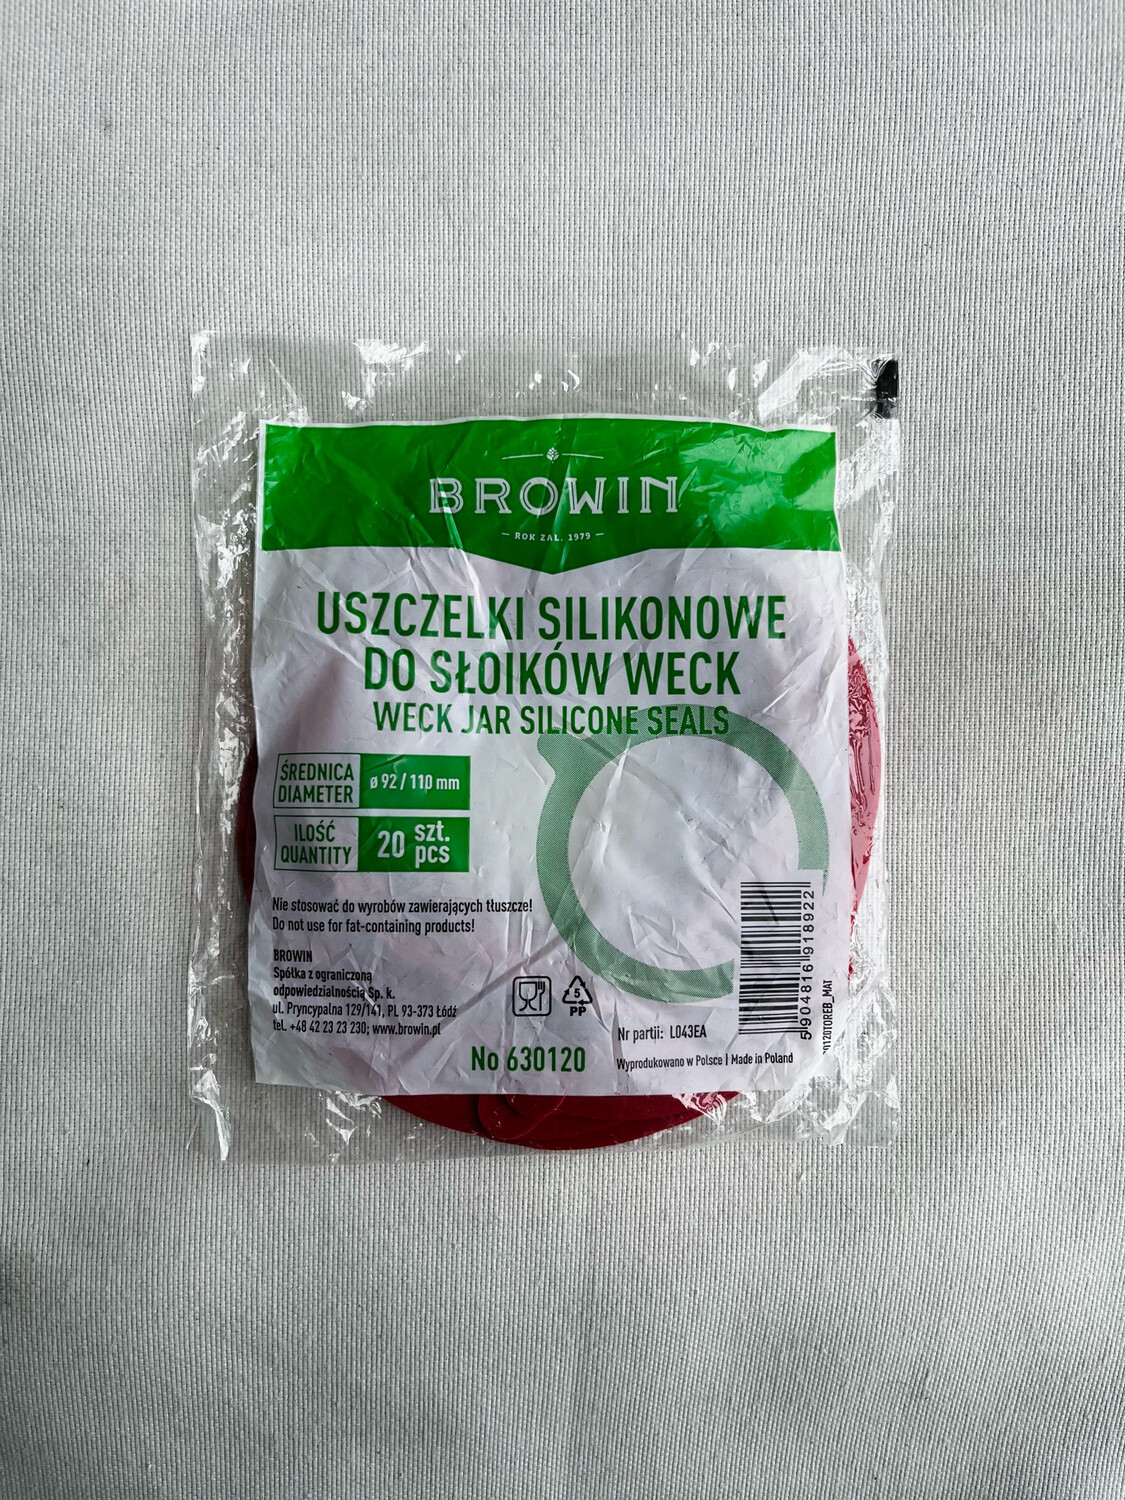 BROWIN
ROK ZAŁ. 1979
USZCZELKI SILIKONOWE
DO SŁOIKÓW WECK
WECK JAR SILICONE SEALS
ŚREDNICA
DIAMETER
ø 92 / 110 mm
ILOŚĆ
QUANTITY
20 szt.
pcs
Nie stosować do wyrobów zawierających tłuszcze!
Do not use for fat-containing products!
BROWIN
Spółka z ograniczoną
odpowiedzialnością Sp. k.
ul. Pryncypalna 129/141, PL 93-373 Łódź
tel. +48 42 23 23 230; www.browin.pl
5
PP
No 630120
Nr partii: L043EA
Wyprodukowano w Polsce | Made in Poland
5 904816 918922